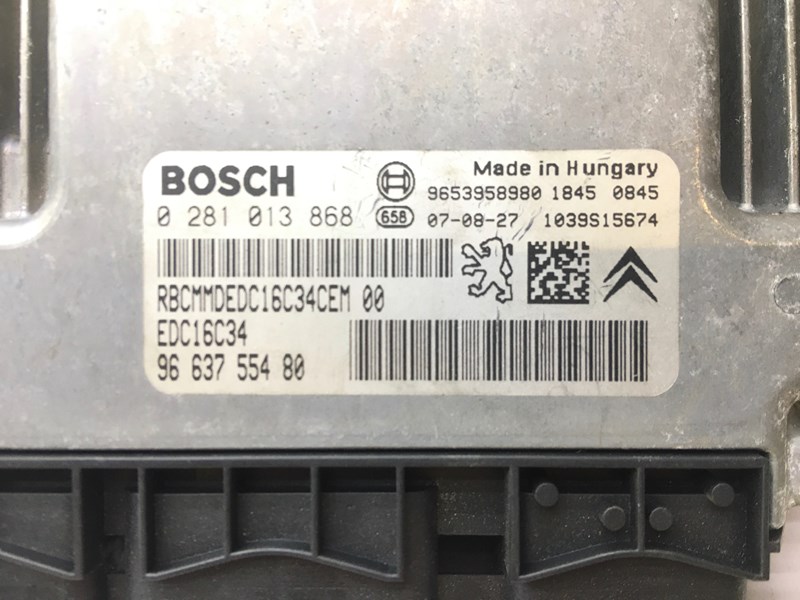 BOSCH
Made in Hungary
9653958980 1845 0845
0 281 013 868
658
07-08-27 1039S15674
RBCMMDEDC16C34CEM 00
EDC16C34
96 637 554 80